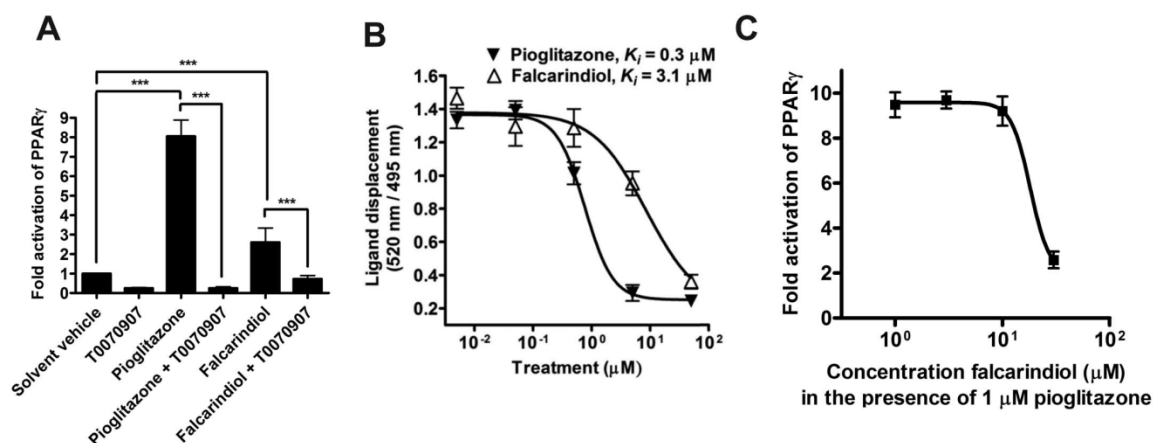 A
Fold activation of PPARγ
9
8
7
6
5
4
3
2
1
0
***
***
***
***
Solvent vehicle
T0070907
Pioglitazone
Pioglitazone + T0070907
Falcarindiol
Falcarindiol + T0070907
B
Pioglitazone, Ki = 0.3 μM
Falcarindiol, Ki = 3.1 μM
Ligand displacement
(520 nm / 495 nm)
1.6
1.4
1.2
1.0
0.8
0.6
0.4
0.2
10⁻² 10⁻¹ 10⁰ 10¹ 10²
Treatment (μM)
C
Fold activation of PPARγ
10
8
6
4
2
0
10⁰ 10¹ 10²
Concentration falcarindiol (μM)
in the presence of 1 μM pioglitazone